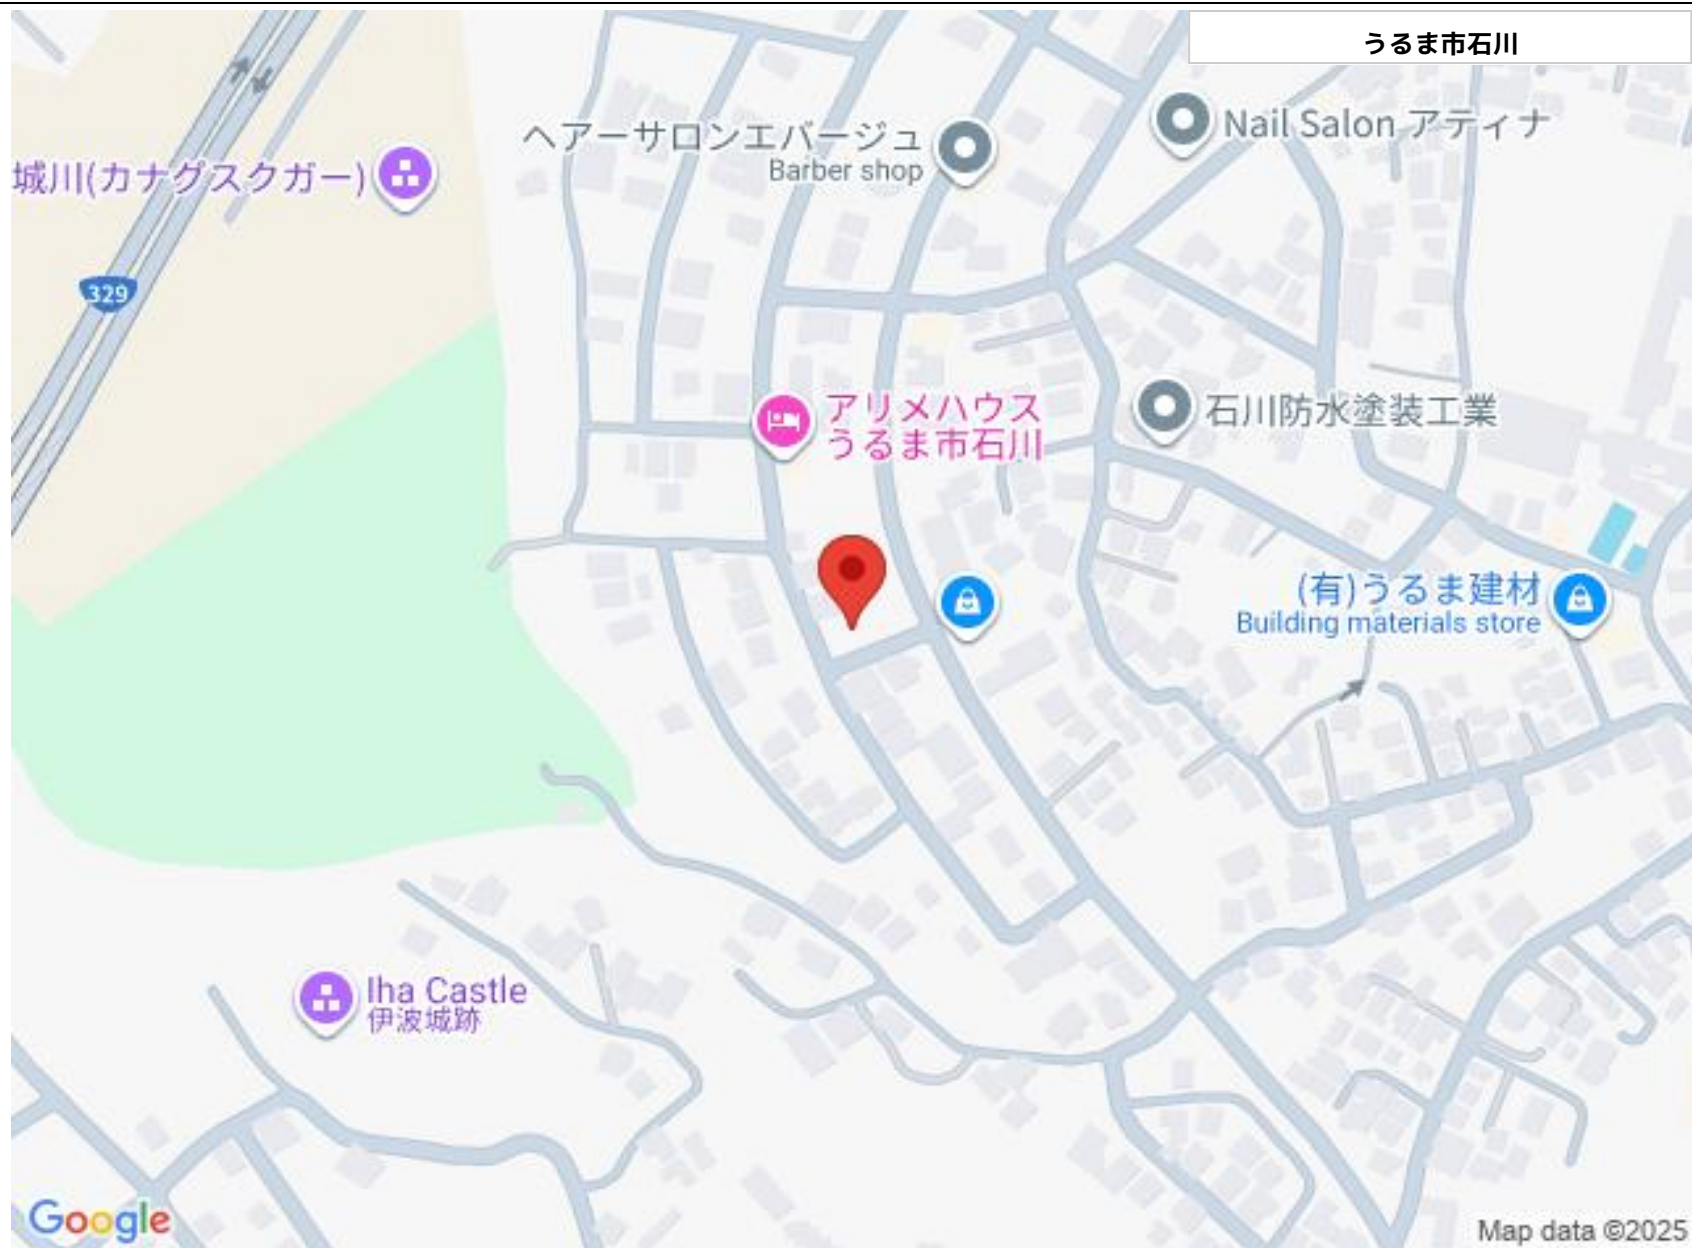 うるま市石川
ヘアーサロンエバージュ
Barber shop
Nail Salon アティナ
城川(カナグスクガー)
329
アリメハウス
うるま市石川
石川防水塗装工業
(有)うるま建材
Building materials store
Iha Castle
伊波城跡
Google
Map data ©2025